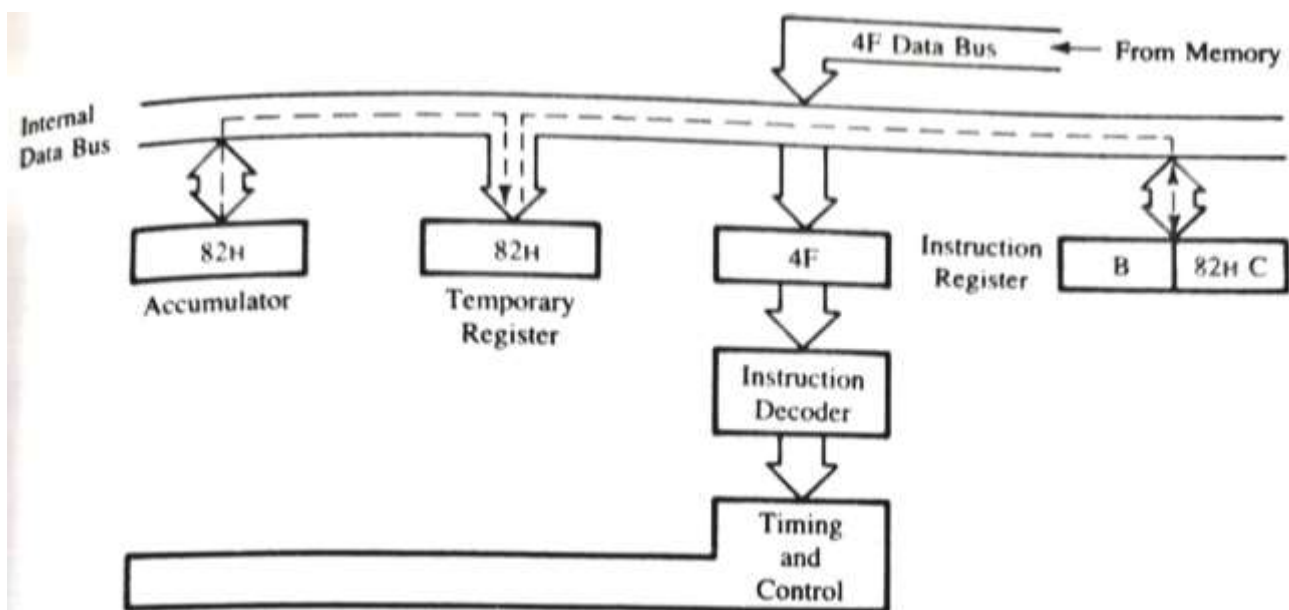 4F Data Bus
From Memory
Internal
Data Bus
82H
Accumulator
82H
Temporary
Register
4F
Instruction
Register
B
82H C
Instruction
Decoder
Timing
and
Control